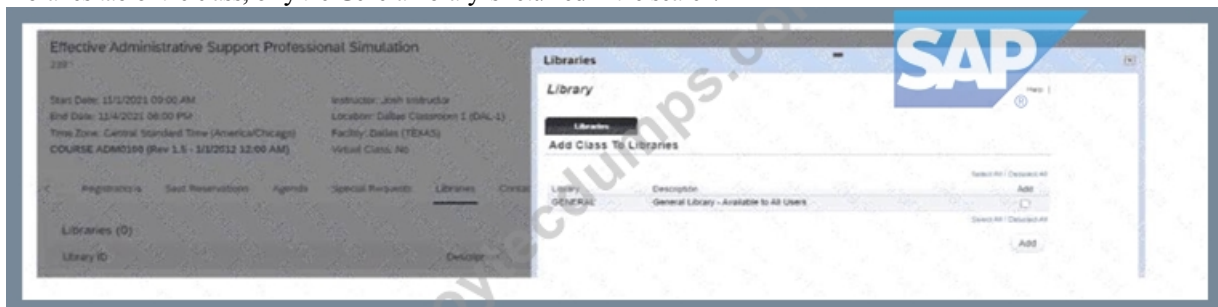 Effective Administrative Support Professional Simulation
Start Date: 11/1/2021 09:00 AM
End Date: 11/4/2021 06:00 PM
Time Zone: Central Standard Time (America/Chicago)
COURSE ADM0100 (Rev 1.5 - 1/1/2012 12:00 AM)
Instructor: Josh Instructor
Location: Dallas Classroom 1 (DAL-1)
Facility: Dallas (TEXAS)
Virtual Class: No
Registrations Seat Reservations Agenda Special Requests Libraries
Libraries (0)
Library ID
Libraries
SAP
Library
Help |
Libraries
Add Class To Libraries
Select All / Deselect All
Library Description Add
GENERAL General Library - Available to All Users
Select All / Deselect All
Add